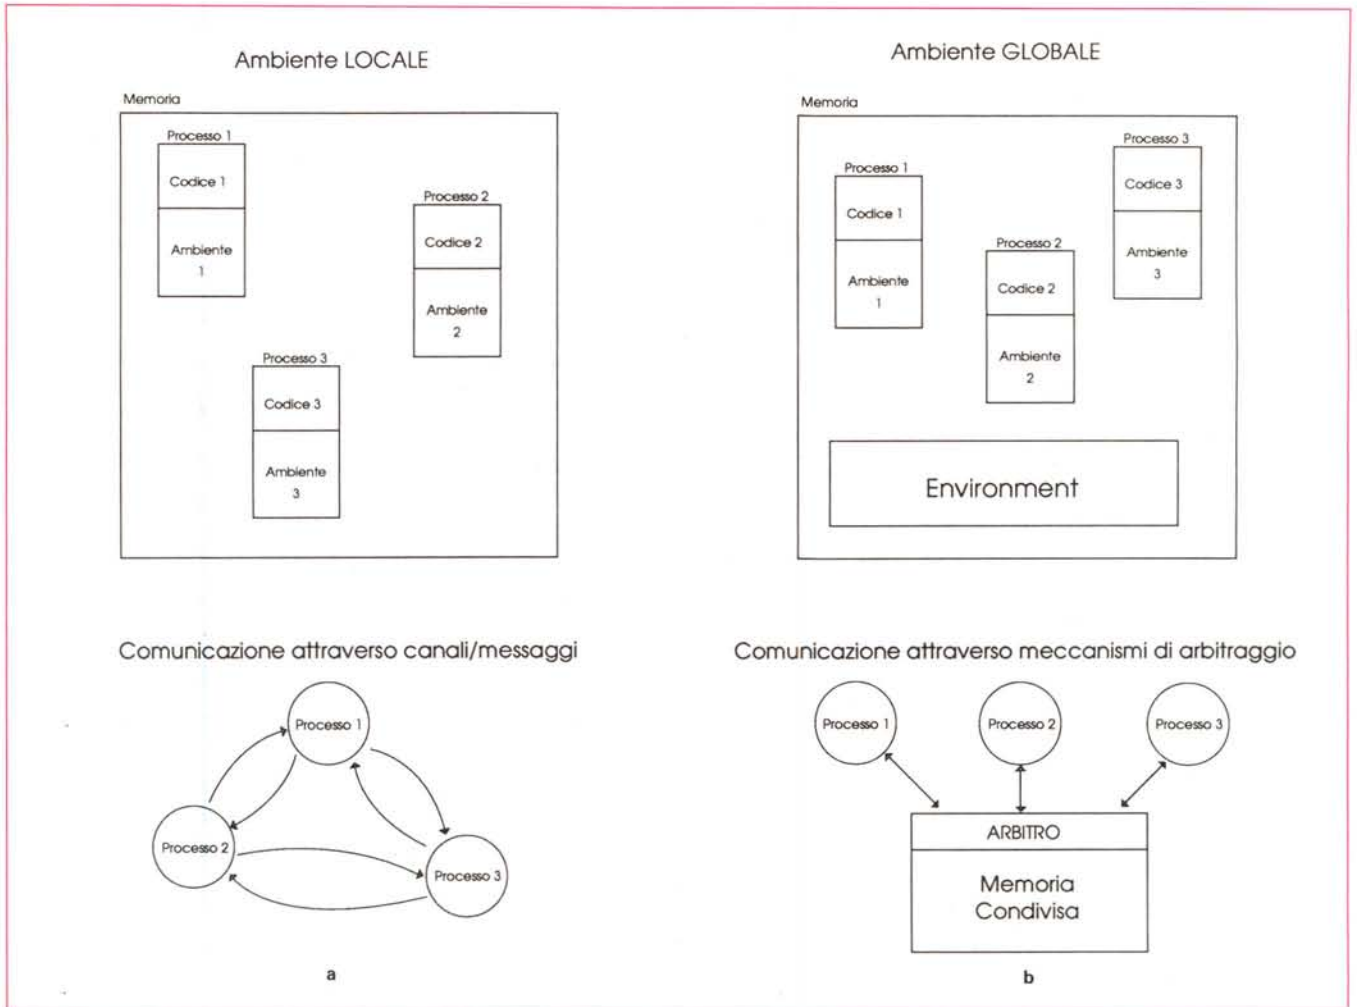 Ambiente LOCALE
Memoria
Processo 1
Codice 1
Ambiente
1
Processo 2
Codice 2
Ambiente
2
Processo 3
Codice 3
Ambiente
3
Comunicazione attraverso canali/messaggi
Processo 1
Processo 2
Processo 3
a
Ambiente GLOBALE
Memoria
Processo 1
Codice 1
Ambiente
1
Processo 2
Codice 2
Ambiente
2
Processo 3
Codice 3
Ambiente
3
Environment
Comunicazione attraverso meccanismi di arbitraggio
Processo 1
Processo 2
Processo 3
ARBITRO
Memoria
Condivisa
b